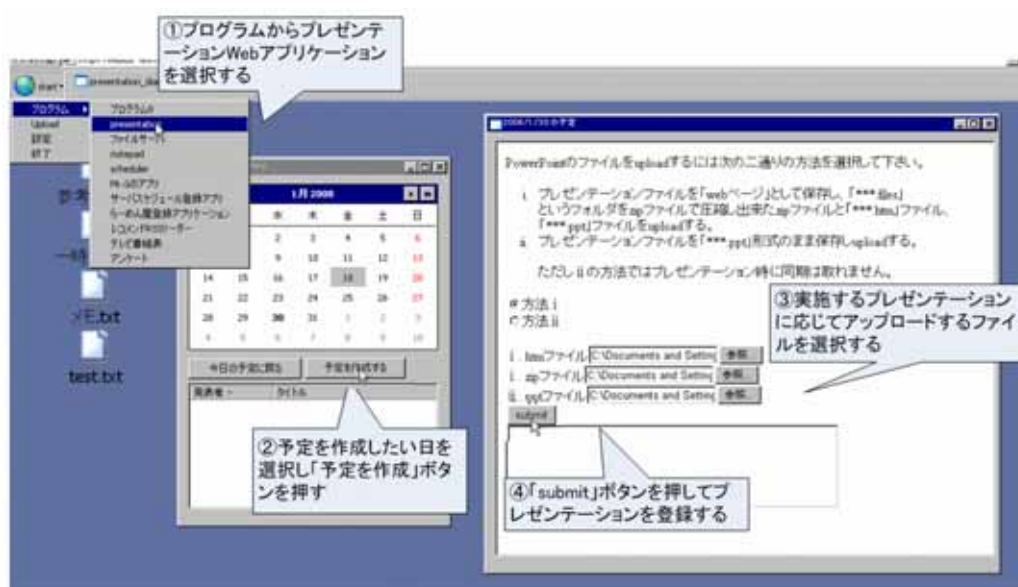 ①プログラムからプレゼンテ
ーションWebアプリケーション
を選択する
start
プログラム
Upload
設定
終了
プログラム
presentation
ファイルサーバ
notepad
scheduler
サーバスケジュール登録アプリ
らーめん屋登録アプリケーション
テレビ番組表
アンケート
メモ.txt
test.txt
1月 2008
水 木 金 土 日
2 3 4 5 6
9 10 11 12 13
14 15 16 17 18 19 20
21 22 23 24 25 26 27
28 29 30 31 1 2 3
4 5 6 7 8 9 10
今日の予定に戻る
予定を作成する
発表者
タイトル
②予定を作成したい日を
選択し「予定を作成」ボタ
ンを押す
PowerPointのファイルをuploadするには次の二通りの方法を選択して下さい。
i. プレゼンテーションファイルを「webページ」として保存し、「***.files」
というフォルダをzipファイルで圧縮し出来たzipファイルと「***.htm」ファイル、
「***.ppt」ファイルをuploadする。
ii. プレゼンテーションファイルを「***.ppt」形式のまま保存しuploadする。
ただしiiの方法ではプレゼンテーション時に同期は取れません。
方法 i
方法 ii
i. htmファイル C:\Documents and Setting 参照...
i. zipファイル C:\Documents and Setting 参照...
ii. pptファイル C:\Documents and Setting 参照...
submit
③実施するプレゼンテーション
に応じてアップロードするファイ
ルを選択する
④「submit」ボタンを押してプ
レゼンテーションを登録する